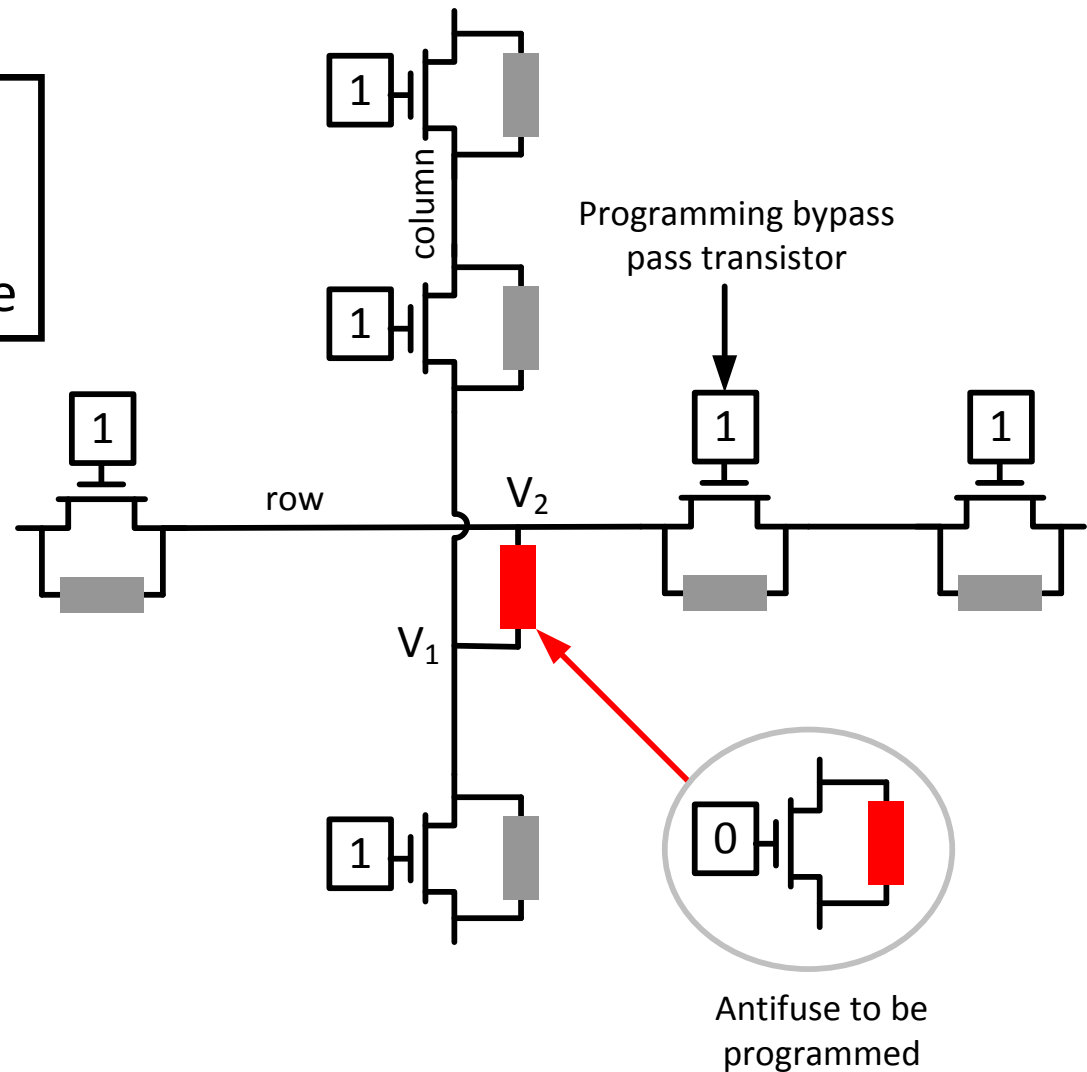 1
column
Programming bypass
pass transistor
1
e
1
1
1
row
V₂
V₁
0
1
Antifuse to be
programmed